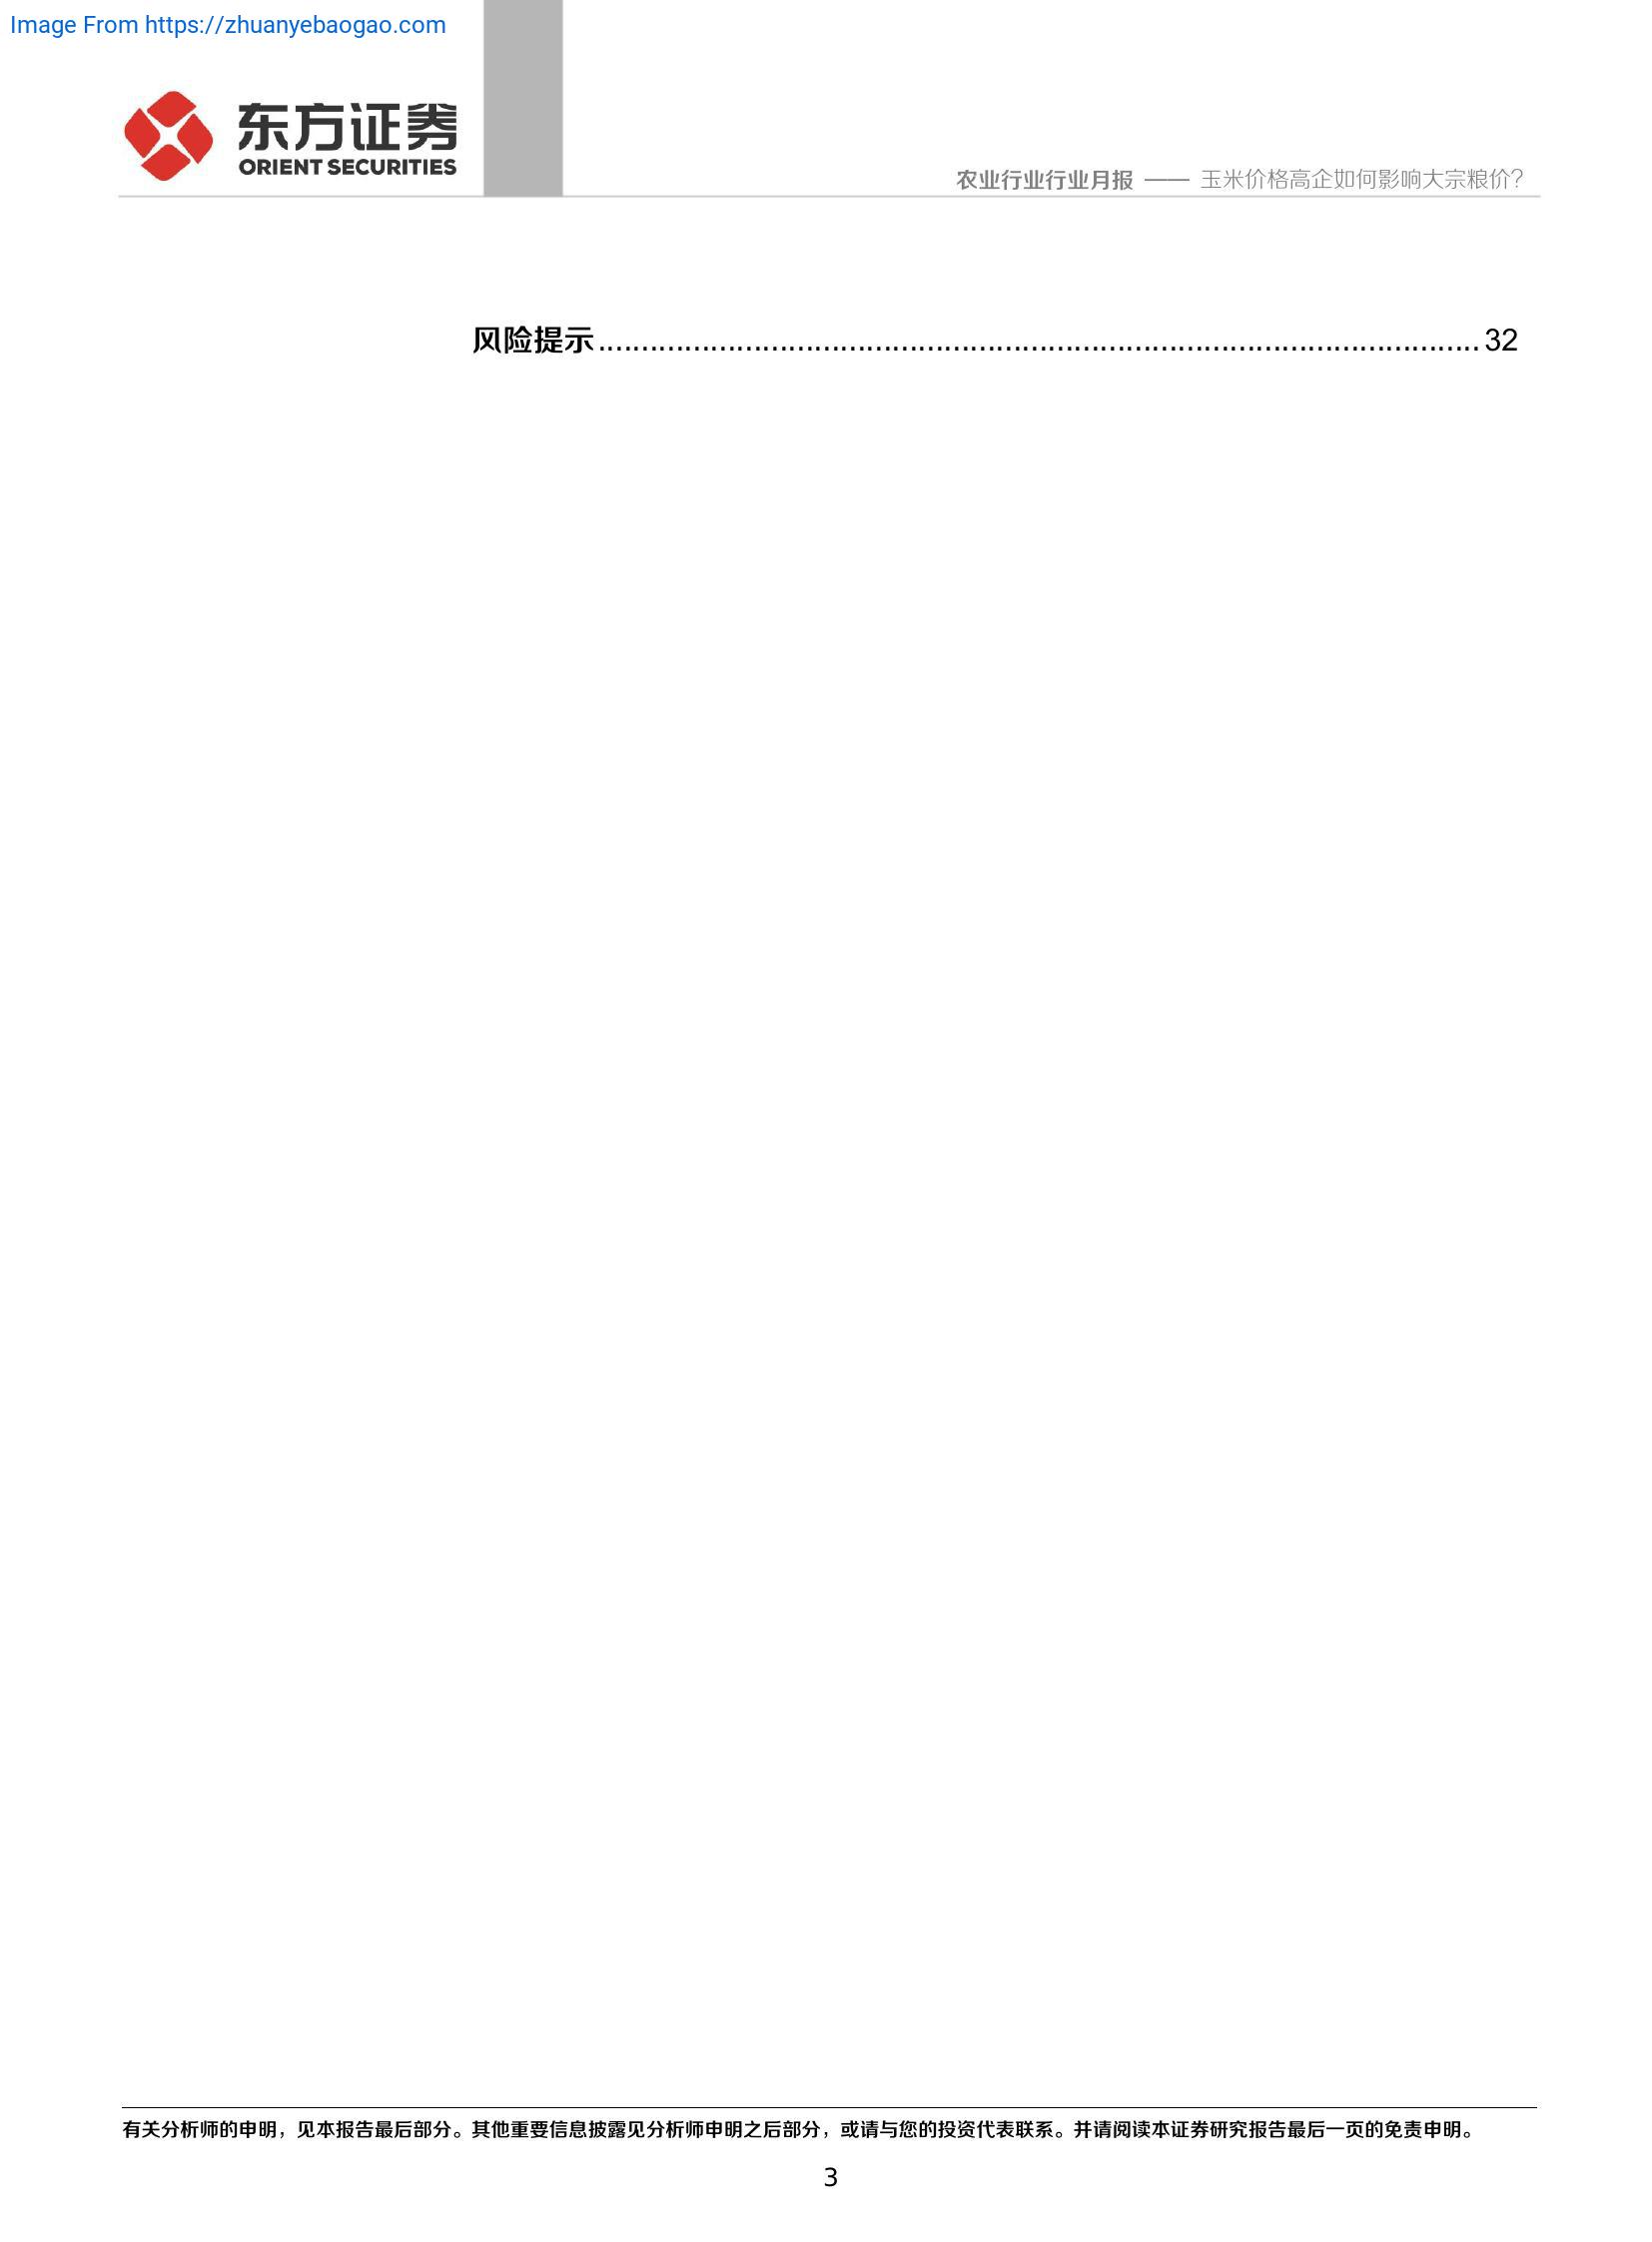 Image From https://zhuanyebaogao.com
东方证券
ORIENT SECURITIES
农业行业行业月报 —— 玉米价格高企如何影响大宗粮价？
风险提示....................................................................................................... 32
有关分析师的申明，见本报告最后部分。其他重要信息披露见分析师申明之后部分，或请与您的投资代表联系。并请阅读本证券研究报告最后一页的免责申明。
3